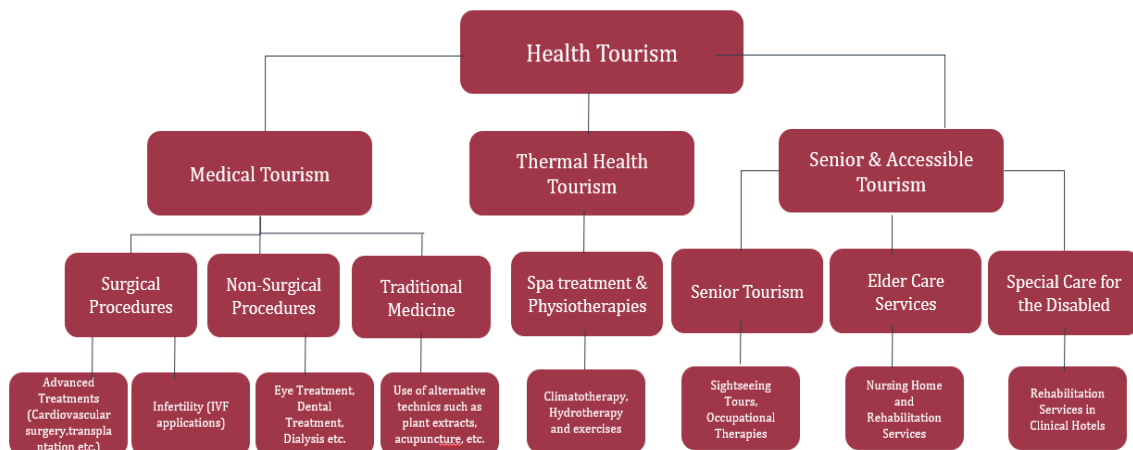 Health Tourism
Medical Tourism
Thermal Health
Tourism
Senior & Accessible
Tourism
Surgical
Procedures
Non-Surgical
Procedures
Traditional
Medicine
Spa treatment &
Physiotherapies
Senior Tourism
Elder Care
Services
Special Care for
the Disabled
Advanced
Treatments
(Cardiovascular
surgery,transpla
ntation etc.)
Infertility (IVF
applications)
Eye Treatment,
Dental
Treatment,
Dialysis etc.
Use of alternative
technics such as
plant extracts,
acupuncture, etc.
Climatotherapy,
Hydrotherapy
and exercises
Sightseeing
Tours,
Occupational
Therapies
Nursing Home
and
Rehabilitation
Services
Rehabilitation
Services in
Clinical Hotels